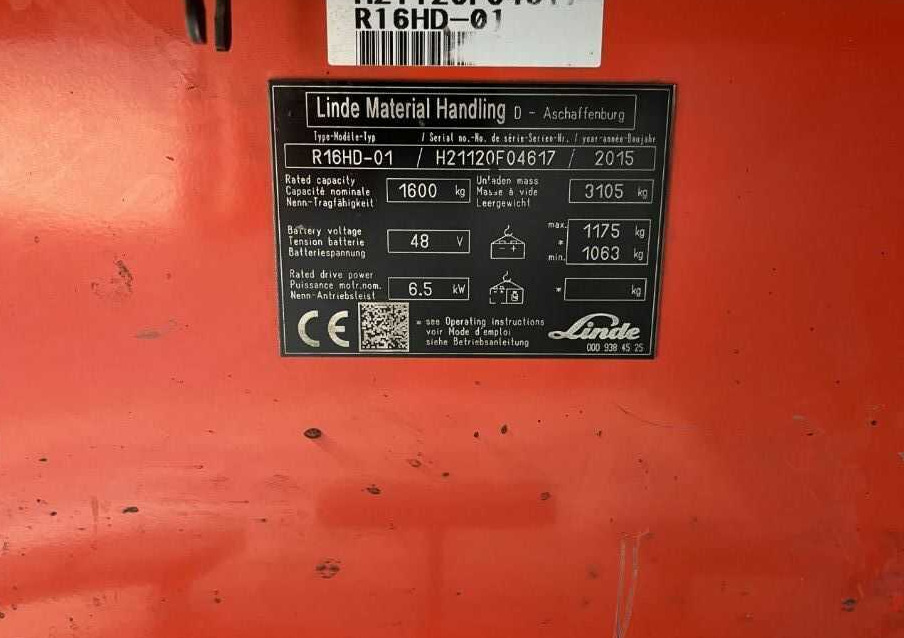 R16HD-01
Linde Material Handling D - Aschaffenburg
Type-Modèle-Typ / Serial no.-No. de série-Serien-Nr. / year-année-Baujahr
R16HD-01 / H21120F04617 / 2015
Rated capacity
Capacité nominale
Nenn-Tragfähigkeit
1600 kg
Unladen mass
Masse à vide
Leergewicht
3105 kg
Battery voltage
Tension batterie
Batteriespannung
48 V
- +
max. 1175 kg
*
min. 1063 kg
Rated drive power
Puissance motr.nom.
Nenn-Antriebsleist
6.5 kW
* kg
CE
* see Operating instructions
voir Mode d'emploi
siehe Betriebsanleitung
Linde
000 938 45 25